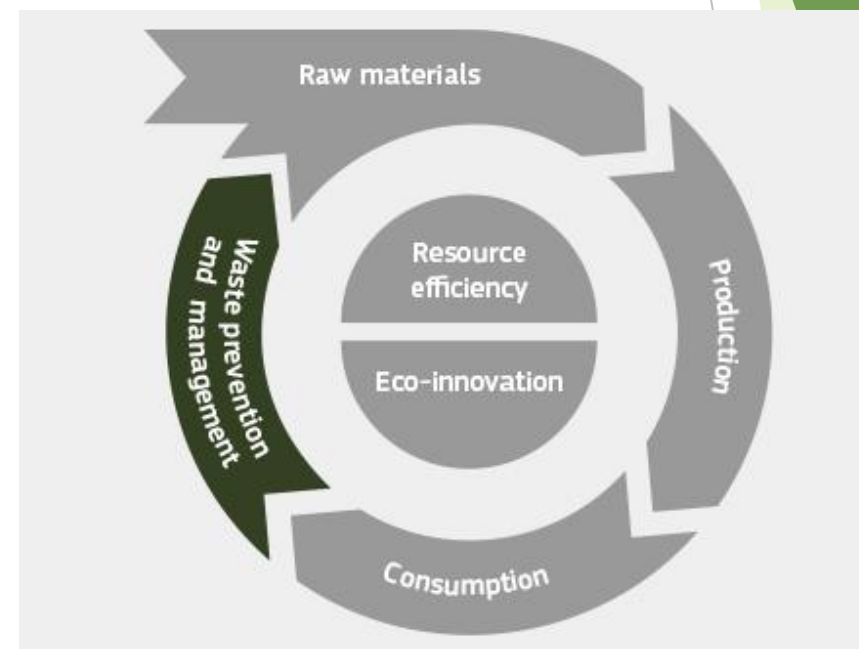 Raw materials
Production
Consumption
Waste prevention
and management
Resource
efficiency
Eco-innovation